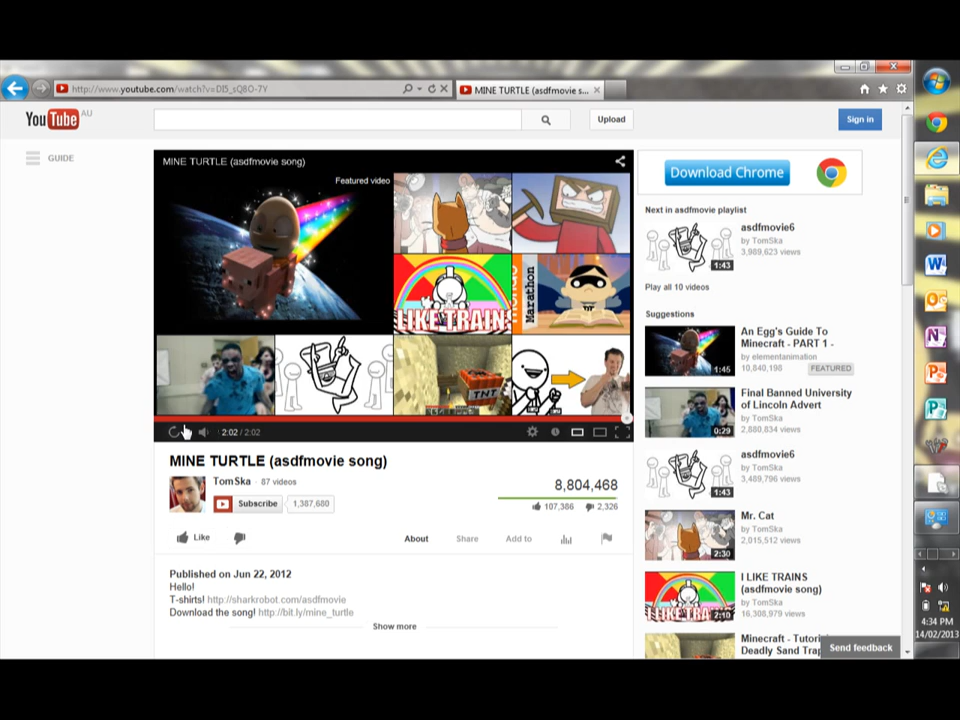 http://www.youtube.com/watch?v=DI5_sQ8O-7Y
MINE TURTLE (asdfmovie s...
YouTube AU
Upload
Sign in
GUIDE
MINE TURTLE (asdfmovie song)
Featured video
I LIKE TRAINS
Marathon
TNT
2:02 / 2:02
MINE TURTLE (asdfmovie song)
TomSka · 87 videos
Subscribe 1,387,680
8,804,468
107,386 2,326
Like
About Share Add to
Published on Jun 22, 2012
Hello!
T-shirts! http://sharkrobot.com/asdfmovie
Download the song! http://bit.ly/mine_turtle
Show more
Download Chrome
Next in asdfmovie playlist
asdfmovie6
by TomSka
3,989,623 views
1:43
Play all 10 videos
Suggestions
An Egg's Guide To
Minecraft - PART 1 -
by elementanimation
10,840,198 FEATURED
1:45
Final Banned University
of Lincoln Advert
by TomSka
2,880,834 views
0:29
asdfmovie6
by TomSka
3,489,796 views
1:43
Mr. Cat
by TomSka
2,015,512 views
2:30
I LIKE TRAINS
(asdfmovie song)
by TomSka
16,308,979 views
2:10
I LIKE TRA
Minecraft - Tutori
Deadly Sand Trap
Send feedback
4:34 PM
14/02/2013